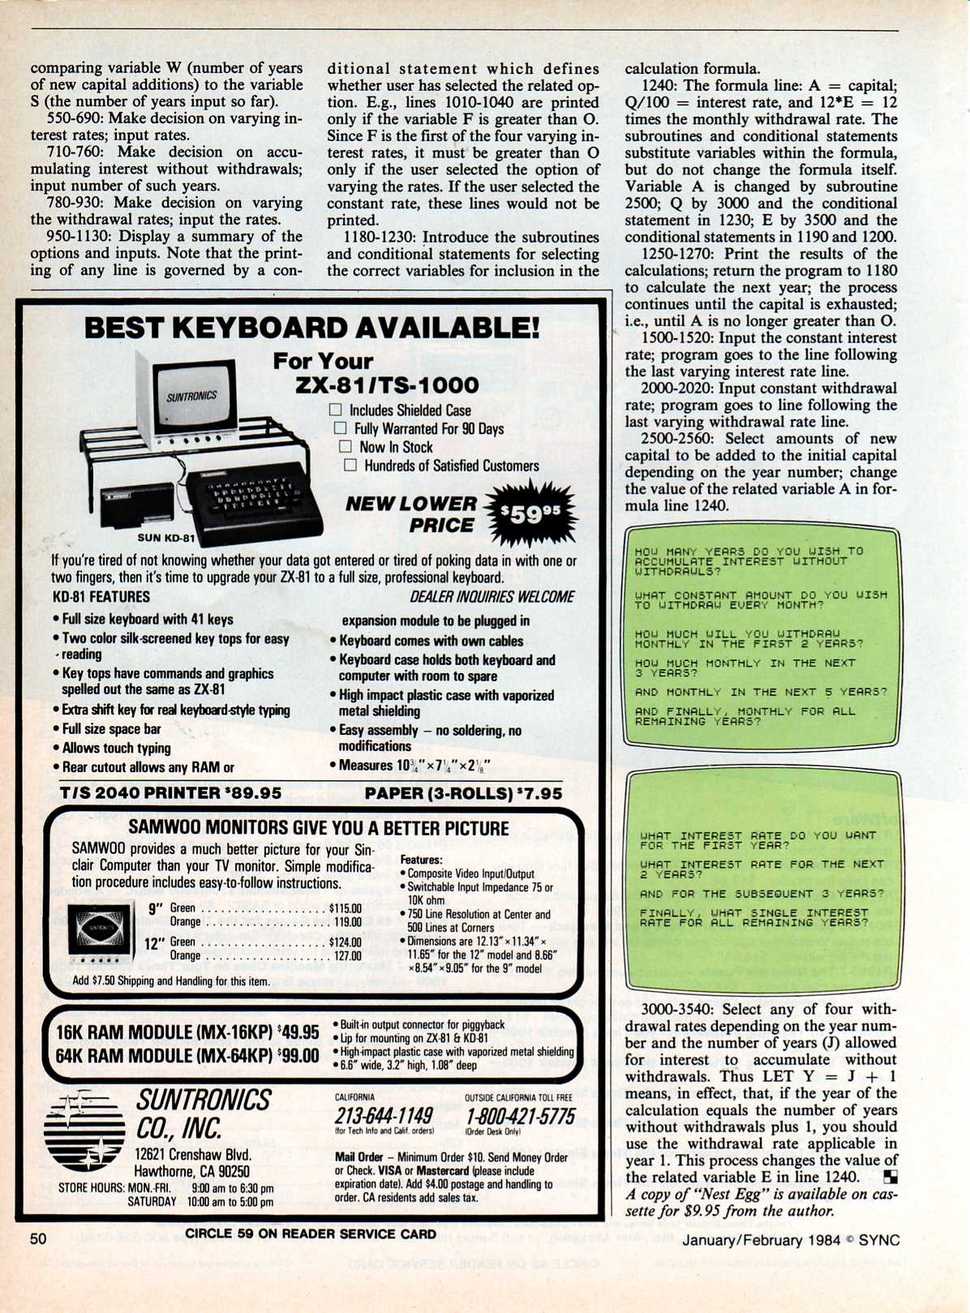 comparing variable W (number of years
of new capital additions) to the variable
S (the number of years input so far).
550-690: Make decision on varying in-
terest rates; input rates.
710-760: Make decision on accu-
mulating interest without withdrawals;
input number of such years.
780-930: Make decision on varying
the withdrawal rates; input the rates.
950-1130: Display a summary of the
options and inputs. Note that the print-
ing of any line is governed by a con-
ditional statement which defines
whether user has selected the related op-
tion. E.g., lines 1010-1040 are printed
only if the variable F is greater than O.
Since F is the first of the four varying in-
terest rates, it must be greater than O
only if the user selected the option of
varying the rates. If the user selected the
constant rate, these lines would not be
printed.
1180-1230: Introduce the subroutines
and conditional statements for selecting
the correct variables for inclusion in the
calculation formula.
1240: The formula line: A = capital;
Q/100 = interest rate, and 12*E = 12
times the monthly withdrawal rate. The
subroutines and conditional statements
substitute variables within the formula,
but do not change the formula itself.
Variable A is changed by subroutine
2500; Q by 3000 and the conditional
statement in 1230; E by 3500 and the
conditional statements in 1190 and 1200.
1250-1270: Print the results of the
calculations; return the program to 1180
to calculate the next year; the process
continues until the capital is exhausted;
i.e., until A is no longer greater than O.
1500-1520: Input the constant interest
rate; program goes to the line following
the last varying interest rate line.
2000-2020: Input constant withdrawal
rate; program goes to line following the
last varying withdrawal rate line.
2500-2560: Select amounts of new
capital to be added to the initial capital
depending on the year number; change
the value of the related variable A in for-
mula line 1240.
HOW MANY YEARS DO YOU WISH TO
ACCUMULATE INTEREST WITHOUT
WITHDRAWLS?
WHAT CONSTANT AMOUNT DO YOU WISH
TO WITHDRAW EVERY MONTH?
HOW MUCH WILL YOU WITHDRAW
MONTHLY IN THE FIRST 2 YEARS?
HOW MUCH MONTHLY IN THE NEXT
3 YEARS?
AND MONTHLY IN THE NEXT 5 YEARS?
AND FINALLY, MONTHLY FOR ALL
REMAINING YEARS?
WHAT INTEREST RATE DO YOU WANT
FOR THE FIRST YEAR?
WHAT INTEREST RATE FOR THE NEXT
2 YEARS?
AND FOR THE SUBSEQUENT 3 YEARS?
FINALLY, WHAT SINGLE INTEREST
RATE FOR ALL REMAINING YEARS?
3000-3540: Select any of four with-
drawal rates depending on the year num-
ber and the number of years (J) allowed
for interest to accumulate without
withdrawals. Thus LET Y = J + 1
means, in effect, that, if the year of the
calculation equals the number of years
without withdrawals plus 1, you should
use the withdrawal rate applicable in
year 1. This process changes the value of
the related variable E in line 1240.
A copy of "Nest Egg" is available on cas-
sette for $9.95 from the author.
BEST KEYBOARD AVAILABLE!
For Your
ZX-81/TS-1000
SUNTRONICS
☐ Includes Shielded Case
☐ Fully Warranted For 90 Days
☐ Now In Stock
☐ Hundreds of Satisfied Customers
NEW LOWER
PRICE
$59 95
SUN KD-81
If you're tired of not knowing whether your data got entered or tired of poking data in with one or
two fingers, then it's time to upgrade your ZX-81 to a full size, professional keyboard.
KD-81 FEATURES
DEALER INQUIRIES WELCOME
• Full size keyboard with 41 keys
• Two color silk-screened key tops for easy
- reading
• Key tops have commands and graphics
spelled out the same as ZX-81
• Extra shift key for real keyboard-style typing
• Full size space bar
• Allows touch typing
• Rear cutout allows any RAM or
expansion module to be plugged in
• Keyboard comes with own cables
• Keyboard case holds both keyboard and
computer with room to spare
• High impact plastic case with vaporized
metal shielding
• Easy assembly – no soldering, no
modifications
• Measures 10¾"×7¼"×2⅛"
T/S 2040 PRINTER $89.95
PAPER (3-ROLLS) $7.95
SAMWOO MONITORS GIVE YOU A BETTER PICTURE
SAMWOO provides a much better picture for your Sin-
clair Computer than your TV monitor. Simple modifica-
tion procedure includes easy-to-follow instructions.
9" Green . . . . . . . . . . . . . . . . . . . . $115.00
Orange . . . . . . . . . . . . . . . . . . . . 119.00
12" Green . . . . . . . . . . . . . . . . . . . . $124.00
Orange . . . . . . . . . . . . . . . . . . . . 127.00
Add $7.50 Shipping and Handling for this item.
Features:
• Composite Video Input/Output
• Switchable Input Impedance 75 or
10K ohm
• 750 Line Resolution at Center and
500 Lines at Corners
• Dimensions are 12.13"×11.34"×
11.65" for the 12" model and 8.66"
×8.54"×9.05" for the 9" model
16K RAM MODULE (MX-16KP) $49.95
64K RAM MODULE (MX-64KP) $99.00
• Built-in output connector for piggyback
• Lip for mounting on ZX-81 & KD-81
• High-impact plastic case with vaporized metal shielding
• 6.6" wide, 3.2" high, 1.08" deep
SUNTRONICS
CO., INC.
12621 Crenshaw Blvd.
Hawthorne, CA 90250
STORE HOURS: MON.-FRI. 9:00 am to 6:30 pm
SATURDAY 10:00 am to 5:00 pm
CALIFORNIA
213-644-1149
(for Tech Info and Calif. orders)
OUTSIDE CALIFORNIA TOLL FREE
1-800-421-5775
(Order Desk Only)
Mail Order – Minimum Order $10. Send Money Order
or Check. VISA or Mastercard (please include
expiration date). Add $4.00 postage and handling to
order. CA residents add sales tax.
CIRCLE 59 ON READER SERVICE CARD
50
January/February 1984 © SYNC